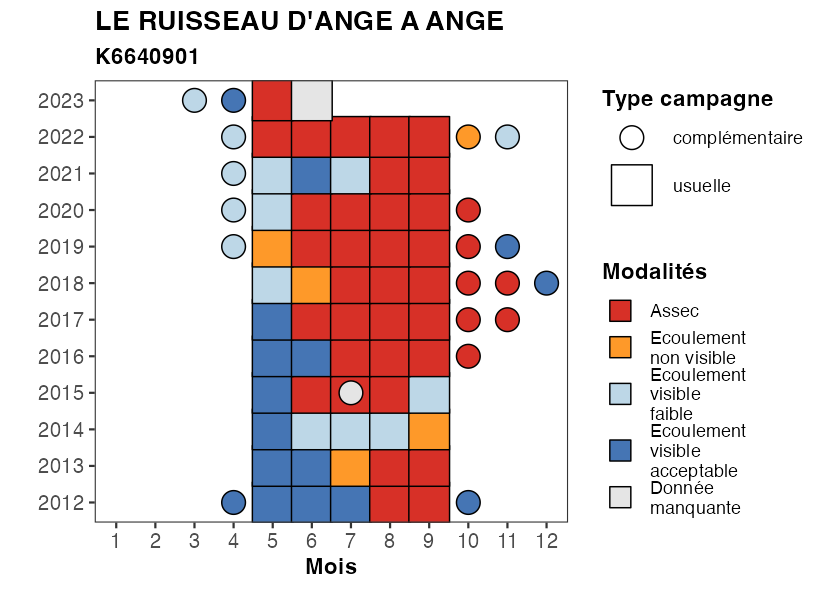 LE RUISSEAU D'ANGE A ANGE
K6640901
2023
2022
2021
2020
2019
2018
2017
2016
2015
2014
2013
2012
1 2 3 4 5 6 7 8 9 10 11 12
Mois
Type campagne
complémentaire
usuelle
Modalités
Assec
Ecoulement
non visible
Ecoulement
visible
faible
Ecoulement
visible
acceptable
Donnée
manquante